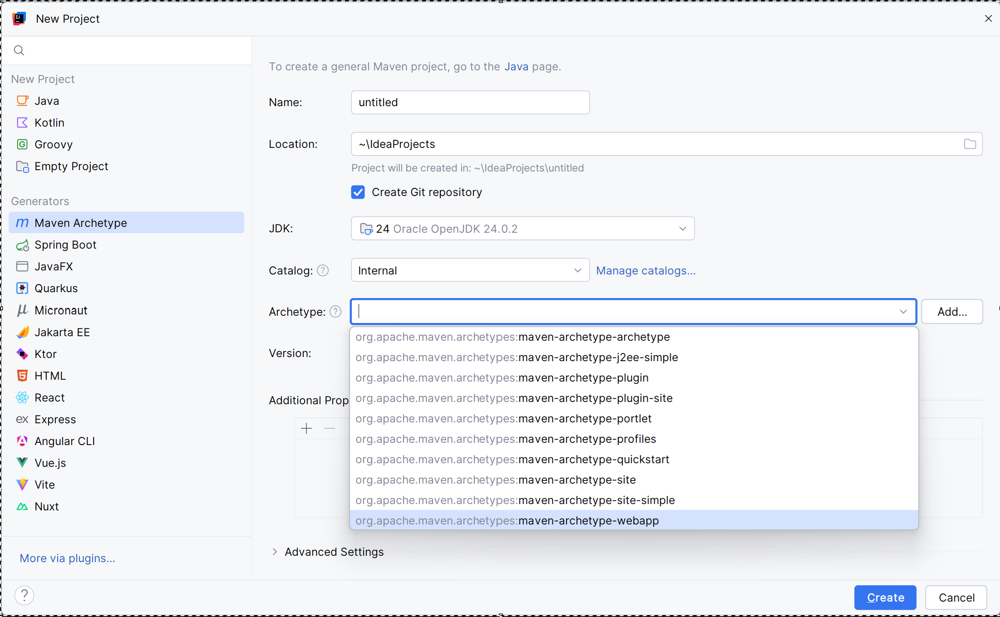 New Project
New Project
Java
Kotlin
Groovy
Empty Project
Generators
Maven Archetype
Spring Boot
JavaFX
Quarkus
Micronaut
Jakarta EE
Ktor
HTML
React
Express
Angular CLI
Vue.js
Vite
Nuxt
More via plugins...
To create a general Maven project, go to the Java page.
Name: untitled
Location: ~\IdeaProjects
Project will be created in: ~\IdeaProjects\untitled
Create Git repository
JDK: 24 Oracle OpenJDK 24.0.2
Catalog: ? Internal Manage catalogs...
Archetype: ? Add...
org.apache.maven.archetypes:maven-archetype-archetype
org.apache.maven.archetypes:maven-archetype-j2ee-simple
Version:
org.apache.maven.archetypes:maven-archetype-plugin
org.apache.maven.archetypes:maven-archetype-plugin-site
Additional Prop
org.apache.maven.archetypes:maven-archetype-portlet
org.apache.maven.archetypes:maven-archetype-profiles
org.apache.maven.archetypes:maven-archetype-quickstart
org.apache.maven.archetypes:maven-archetype-site
org.apache.maven.archetypes:maven-archetype-site-simple
org.apache.maven.archetypes:maven-archetype-webapp
Advanced Settings
? Create Cancel